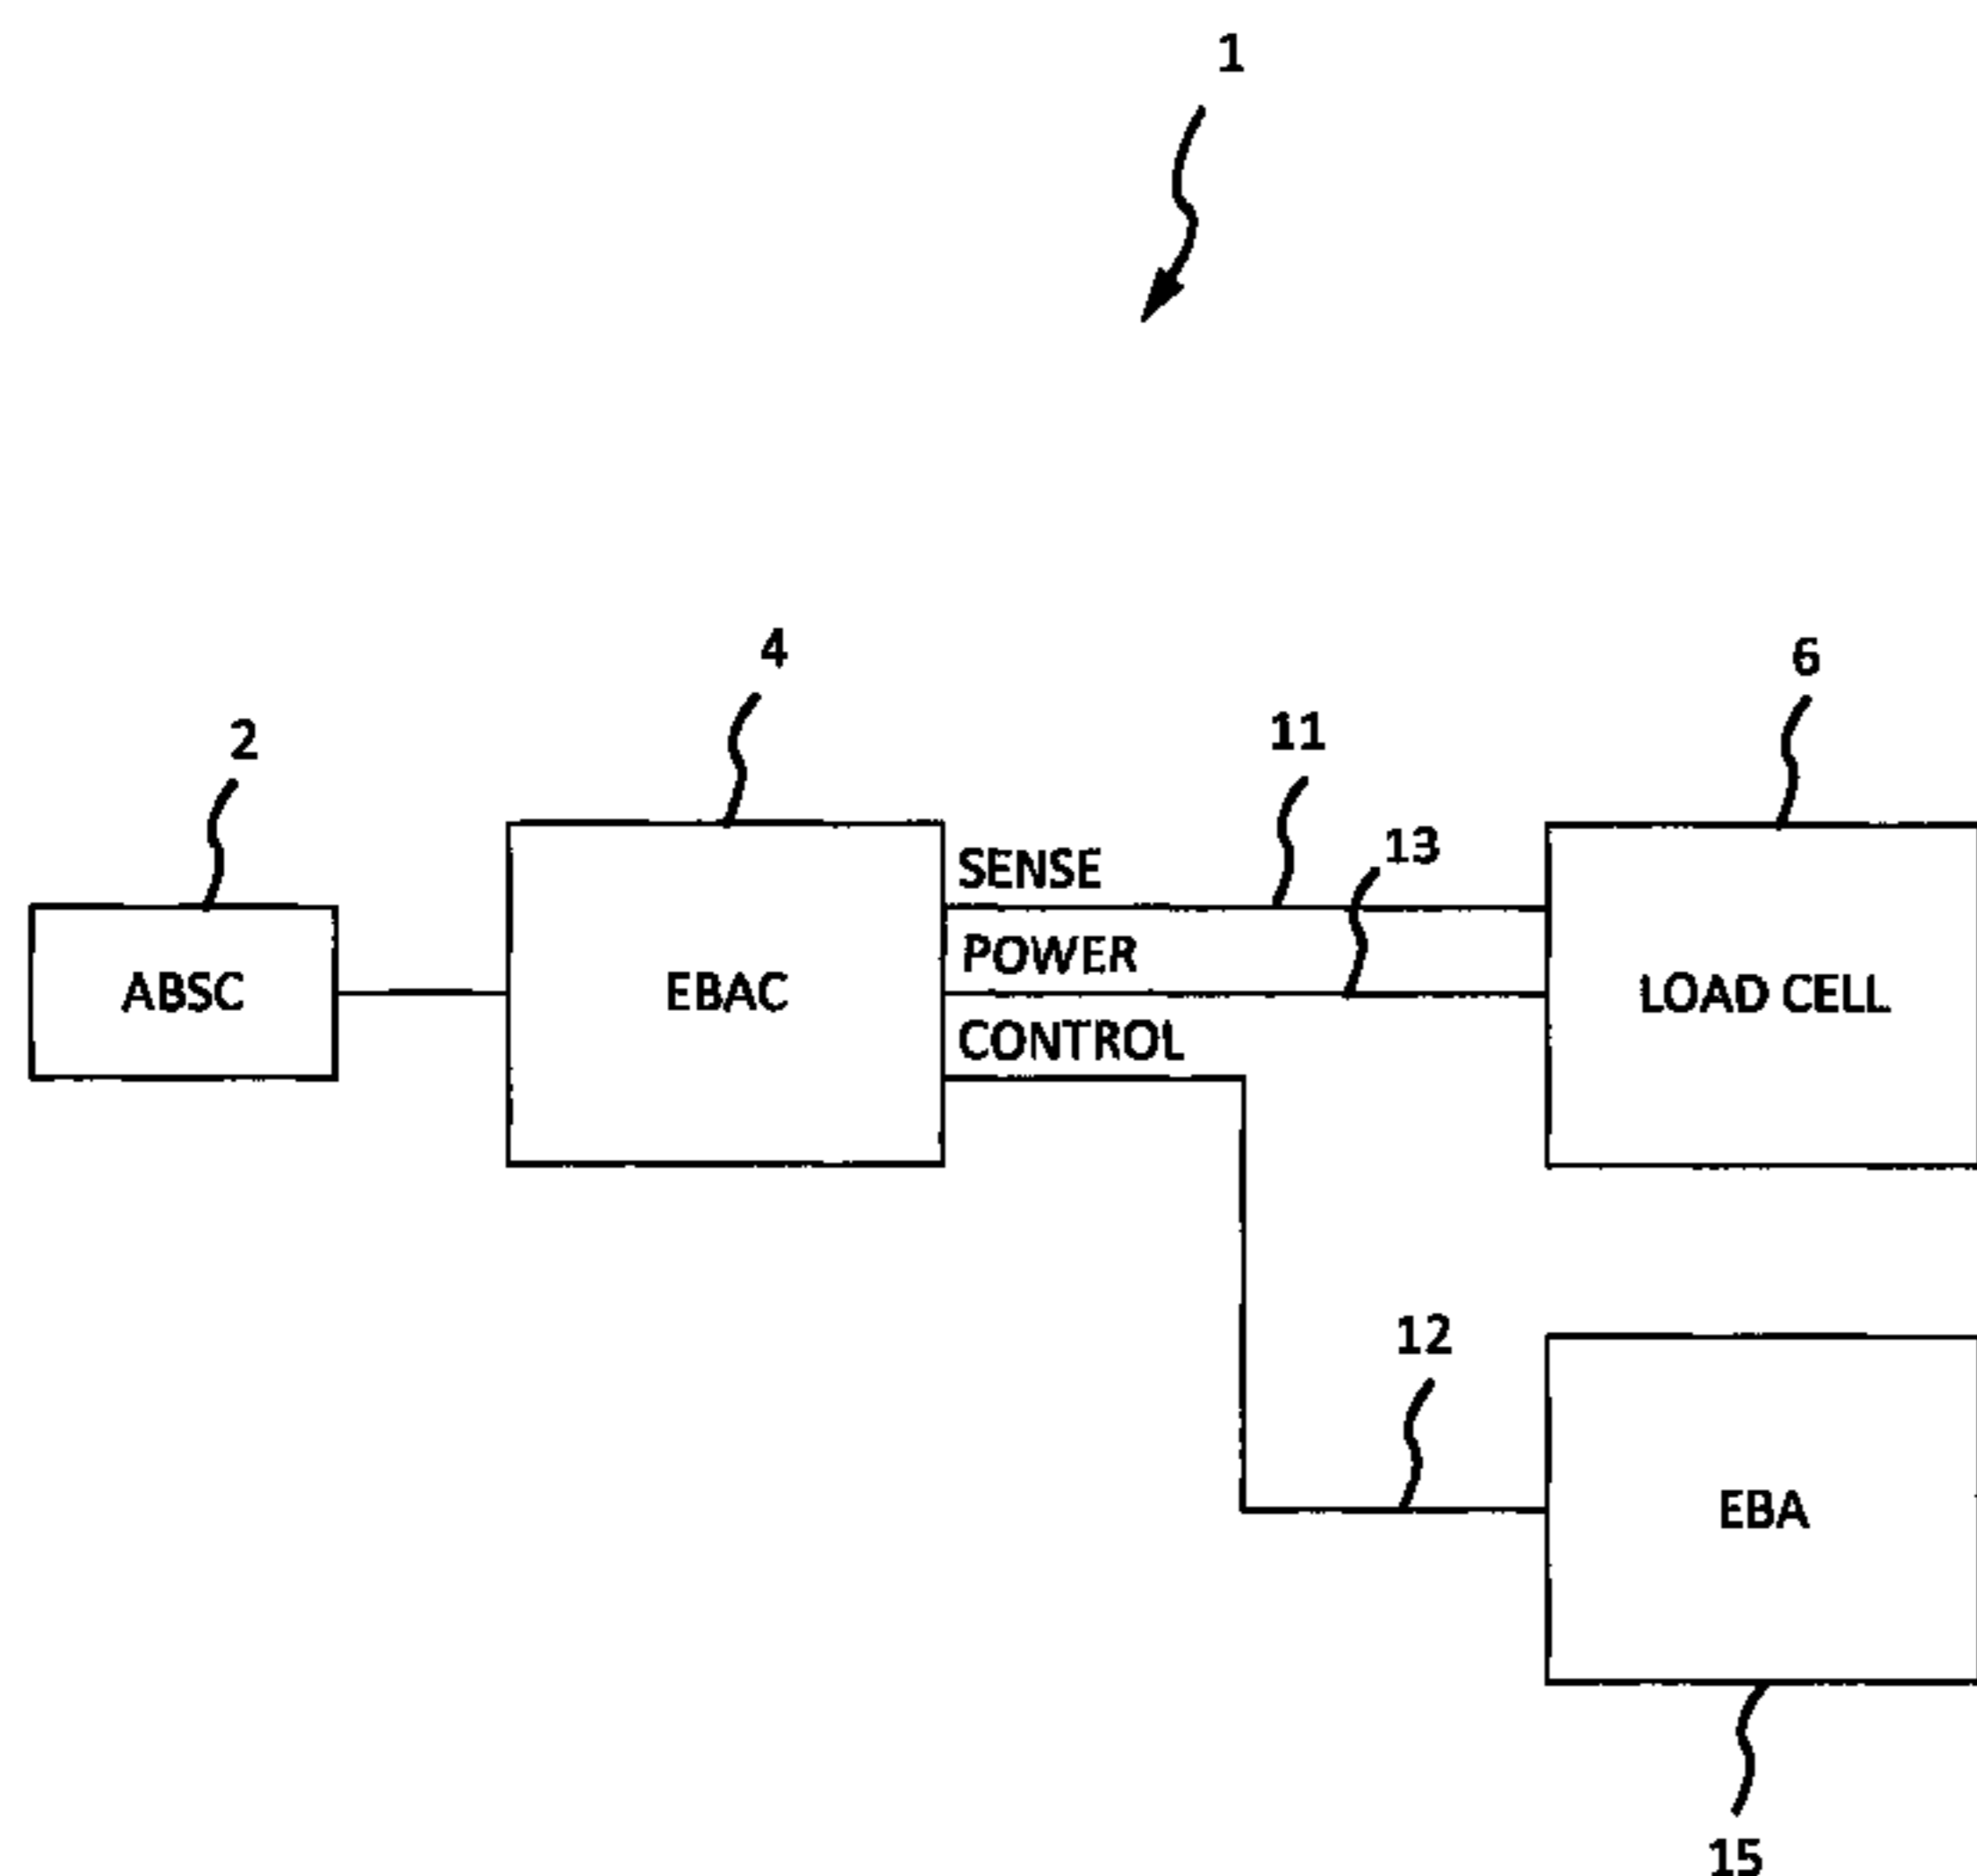 1
4
6
2
11
13
SENSE
POWER
ABSC
EBAC
LOAD CELL
CONTROL
12
EBA
15